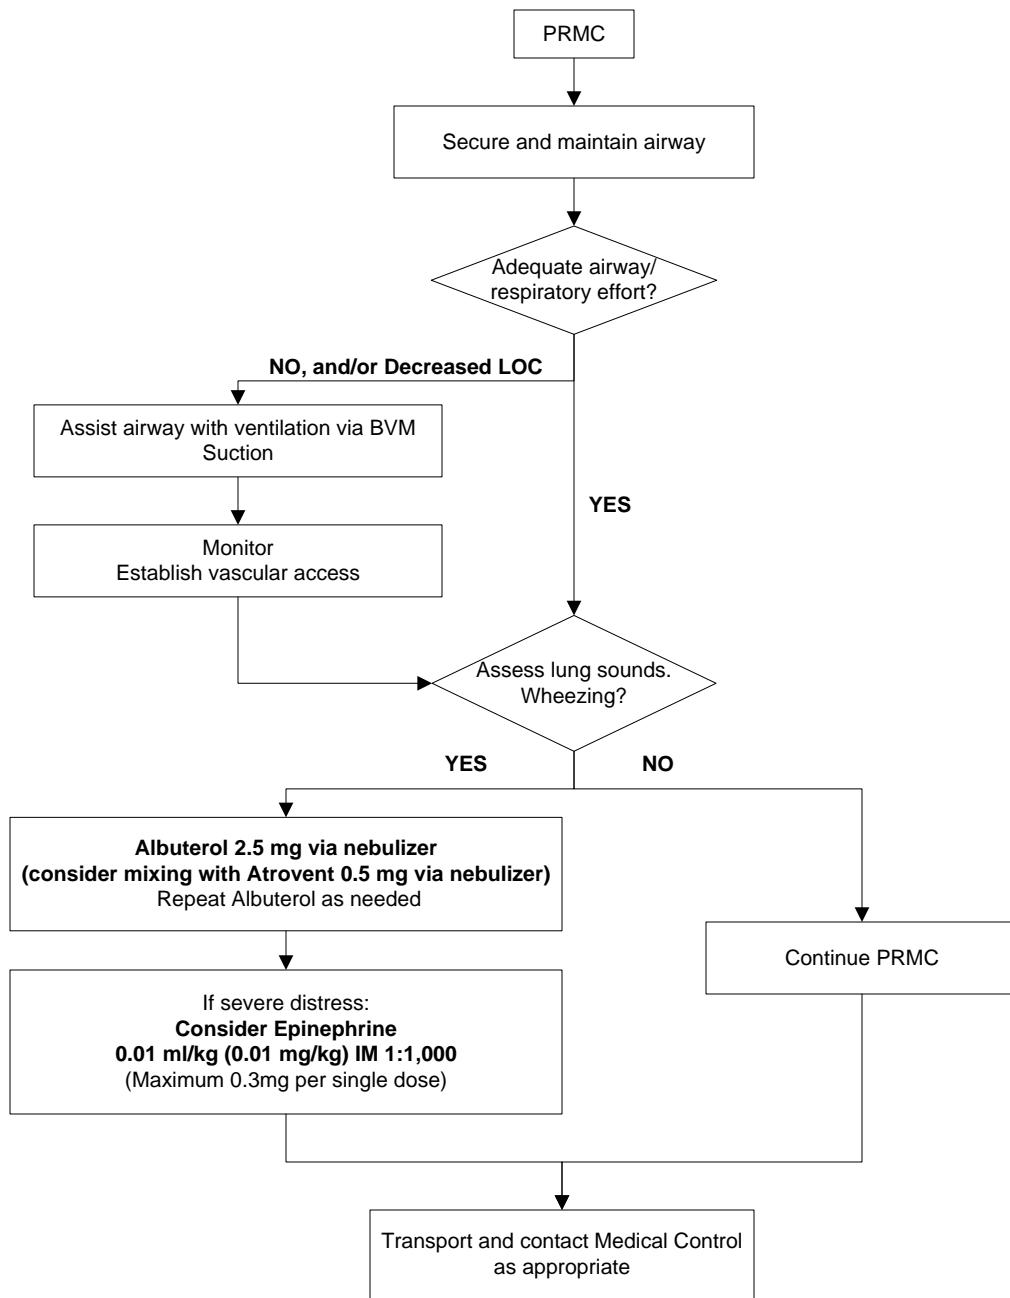 PRMC
Secure and maintain airway
Adequate airway/
respiratory effort?
NO, and/or Decreased LOC
Assist airway with ventilation via BVM
Suction
YES
Monitor
Establish vascular access
Assess lung sounds.
Wheezing?
YES
NO
Albuterol 2.5 mg via nebulizer
(consider mixing with Atrovent 0.5 mg via nebulizer)
Repeat Albuterol as needed
Continue PRMC
If severe distress:
Consider Epinephrine
0.01 ml/kg (0.01 mg/kg) IM 1:1,000
(Maximum 0.3mg per single dose)
Transport and contact Medical Control
as appropriate